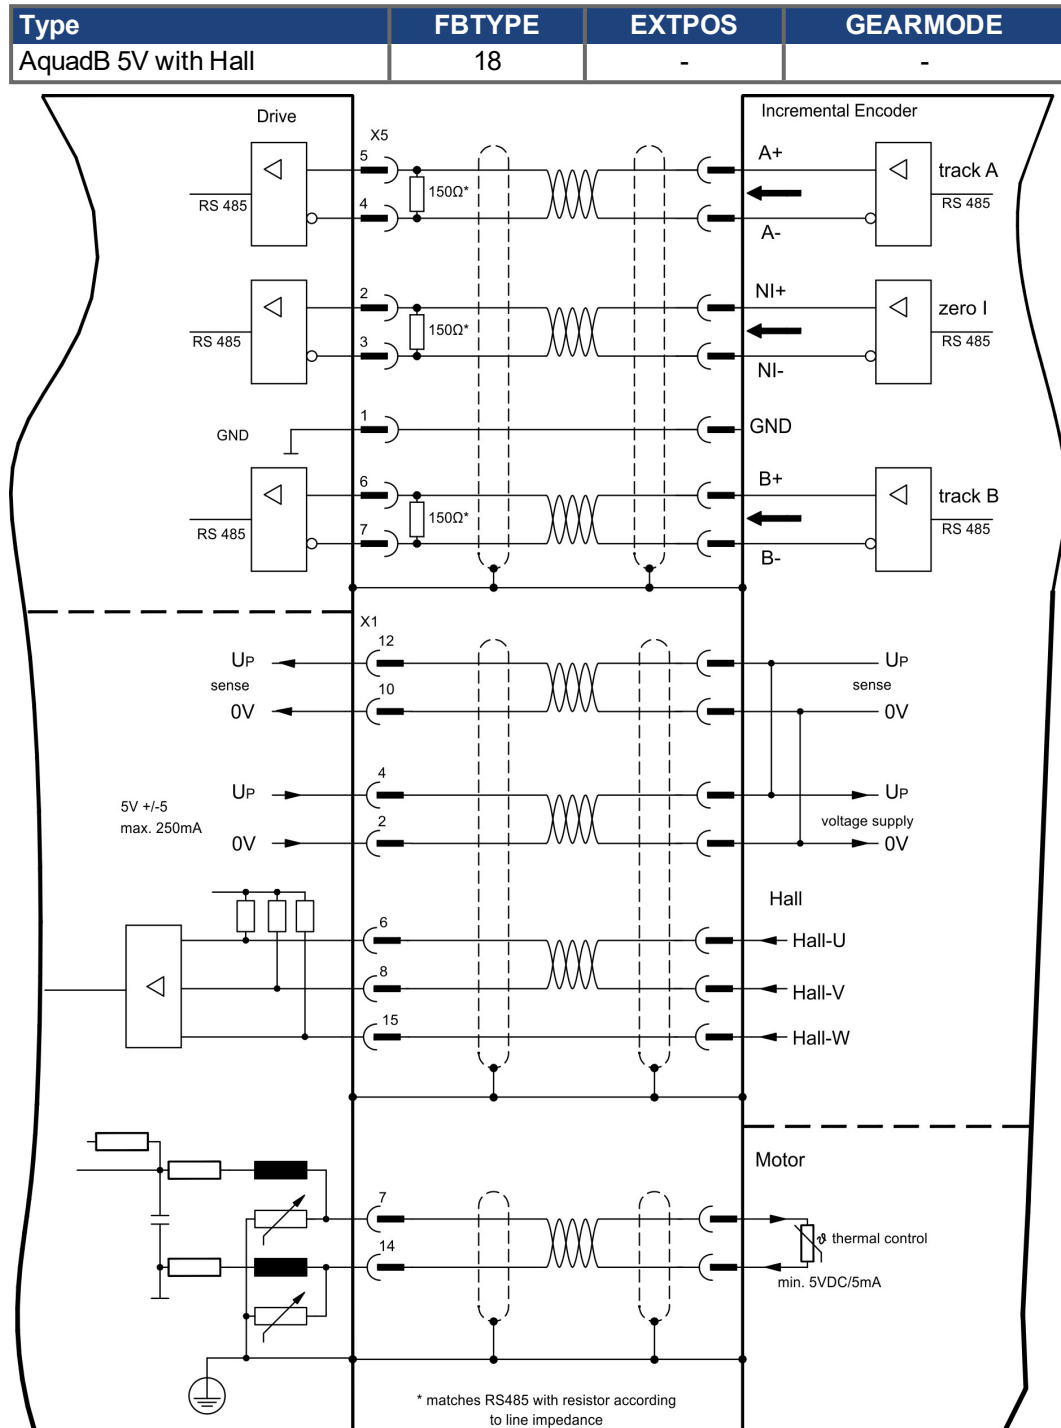 Type FBTYPE EXTPOS GEARMODE
AquadB 5V with Hall 18 - -
Drive Incremental Encoder
X5
5 A+
track A
150Ω*
RS 485 RS 485
4
A-
2 NI+
zero I
150Ω*
RS 485 RS 485
3
NI-
1
GND GND
6 B+
track B
150Ω*
RS 485 RS 485
7
B-
X1
12
UP UP
sense sense
10
0V 0V
4
UP UP
5V +/-5
max. 250mA voltage supply
2
0V 0V
Hall
6
Hall-U
8
Hall-V
15
Hall-W
Motor
7
ϑ thermal control
14
min. 5VDC/5mA
* matches RS485 with resistor according
to line impedance